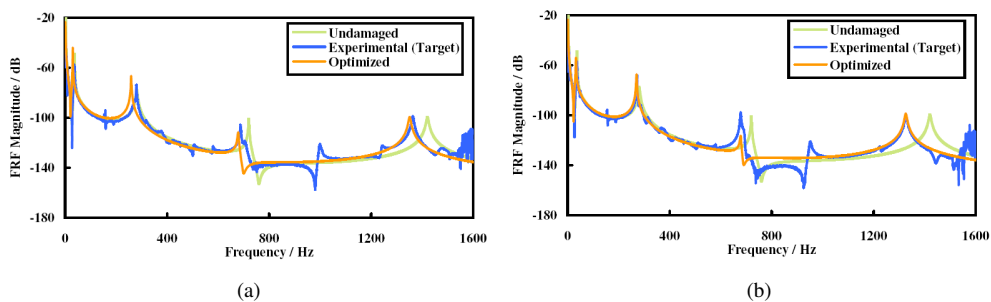 -20
-60
-100
-140
-180
FRF Magnitude / dB
Undamaged
Experimental (Target)
Optimized
0
400
800
1200
1600
Frequency / Hz
(a)
-20
-60
-100
-140
-180
FRF Magnitude / dB
Undamaged
Experimental (Target)
Optimized
0
400
800
1200
1600
Frequency / Hz
(b)